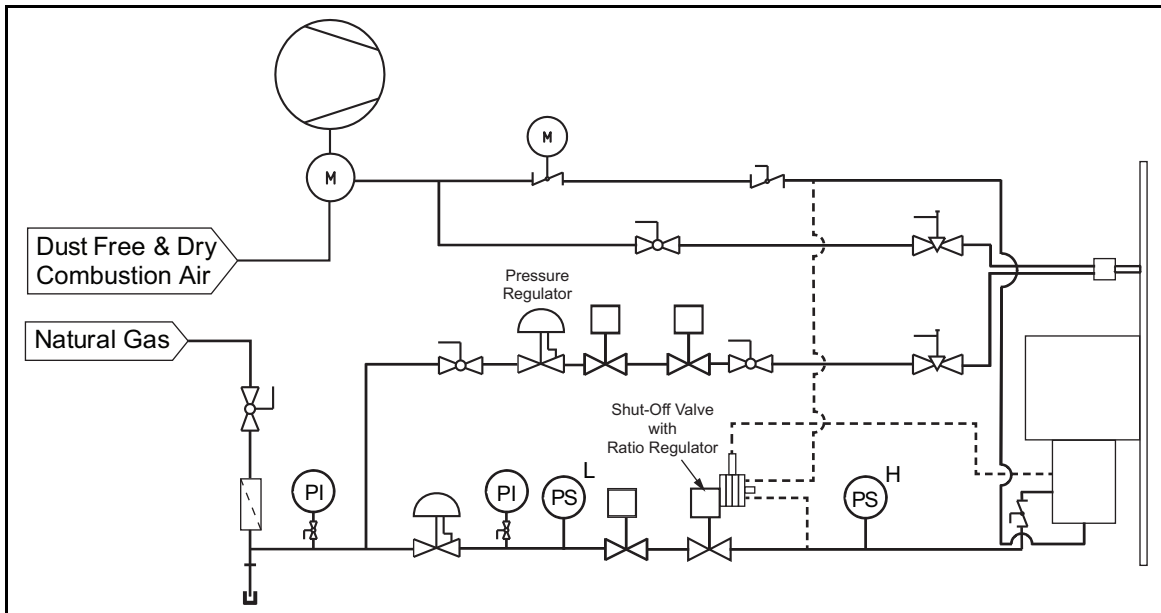 M
M
Dust Free & Dry
Combustion Air
Pressure
Regulator
Natural Gas
Shut-Off Valve
with
Ratio Regulator
PI
PI
PS
L
PS
H